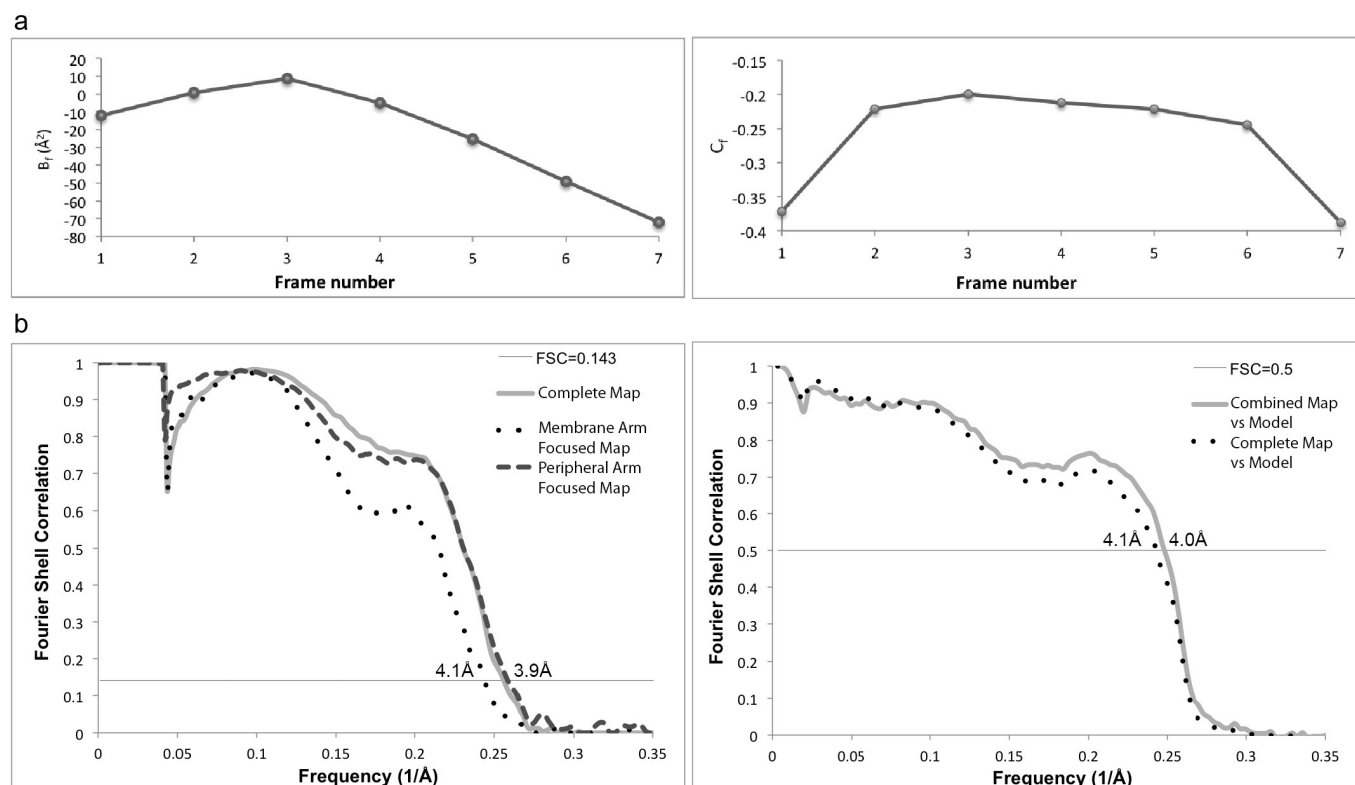 a
20
10
0
-10
-20
-30
-40
-50
-60
-70
-80
B_f (Å²)
1 2 3 4 5 6 7
Frame number
-0.15
-0.2
-0.25
-0.3
-0.35
-0.4
C_f
1 2 3 4 5 6 7
Frame number
b
1
0.9
0.8
0.7
0.6
0.5
0.4
0.3
0.2
0.1
0
Fourier Shell Correlation
FSC=0.143
Complete Map
Membrane Arm
Focused Map
Peripheral Arm
Focused Map
4.1Å 3.9Å
0 0.05 0.1 0.15 0.2 0.25 0.3 0.35
Frequency (1/Å)
1
0.9
0.8
0.7
0.6
0.5
0.4
0.3
0.2
0.1
0
Fourier Shell Correlation
FSC=0.5
Combined Map
vs Model
Complete Map
vs Model
4.1Å 4.0Å
0 0.05 0.1 0.15 0.2 0.25 0.3 0.35
Frequency (1/Å)